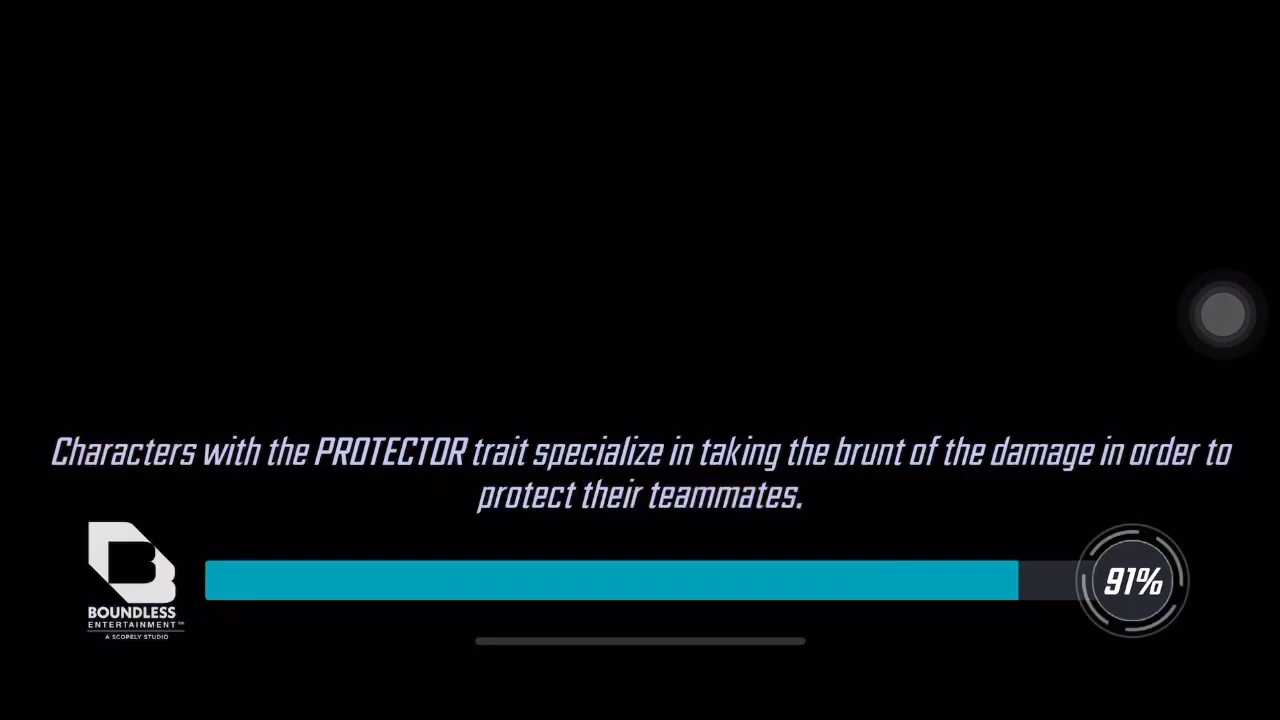 Characters with the PROTECTOR trait specialize in taking the brunt of the damage in order to
protect their teammates.
91%
BOUNDLESS
ENTERTAINMENT™
A SCOPELY STUDIO